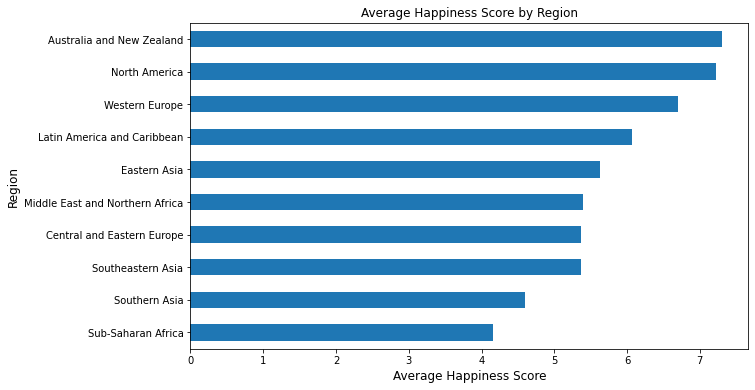 Average Happiness Score by Region
Region
Australia and New Zealand
North America
Western Europe
Latin America and Caribbean
Eastern Asia
Middle East and Northern Africa
Central and Eastern Europe
Southeastern Asia
Southern Asia
Sub-Saharan Africa
0 1 2 3 4 5 6 7
Average Happiness Score